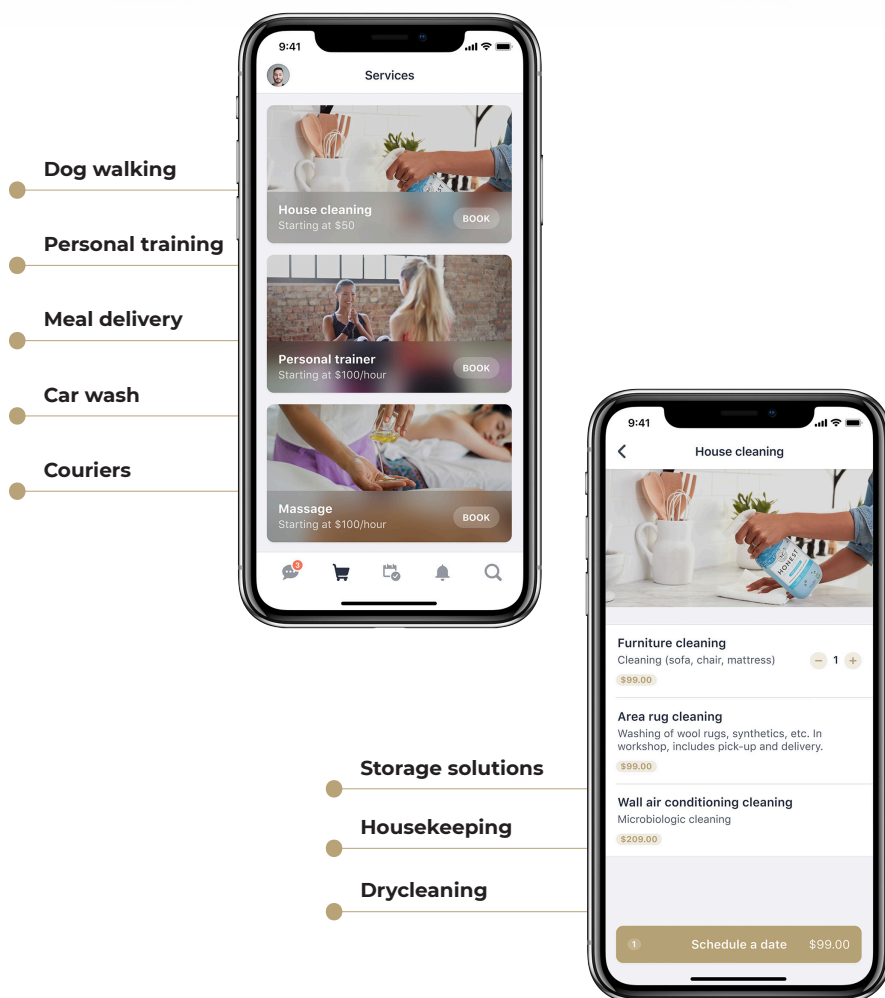 Dog walking
Personal training
Meal delivery
Car wash
Couriers
9:41
Services
HONEST
House cleaning
Starting at $50
BOOK
Personal trainer
Starting at $100/hour
BOOK
Massage
Starting at $100/hour
BOOK
3
Storage solutions
Housekeeping
Drycleaning
9:41
House cleaning
HONEST
Furniture cleaning
Cleaning (sofa, chair, mattress)
1
$99.00
Area rug cleaning
Washing of wool rugs, synthetics, etc. In
workshop, includes pick-up and delivery.
$99.00
Wall air conditioning cleaning
Microbiologic cleaning
$209.00
1 Schedule a date $99.00